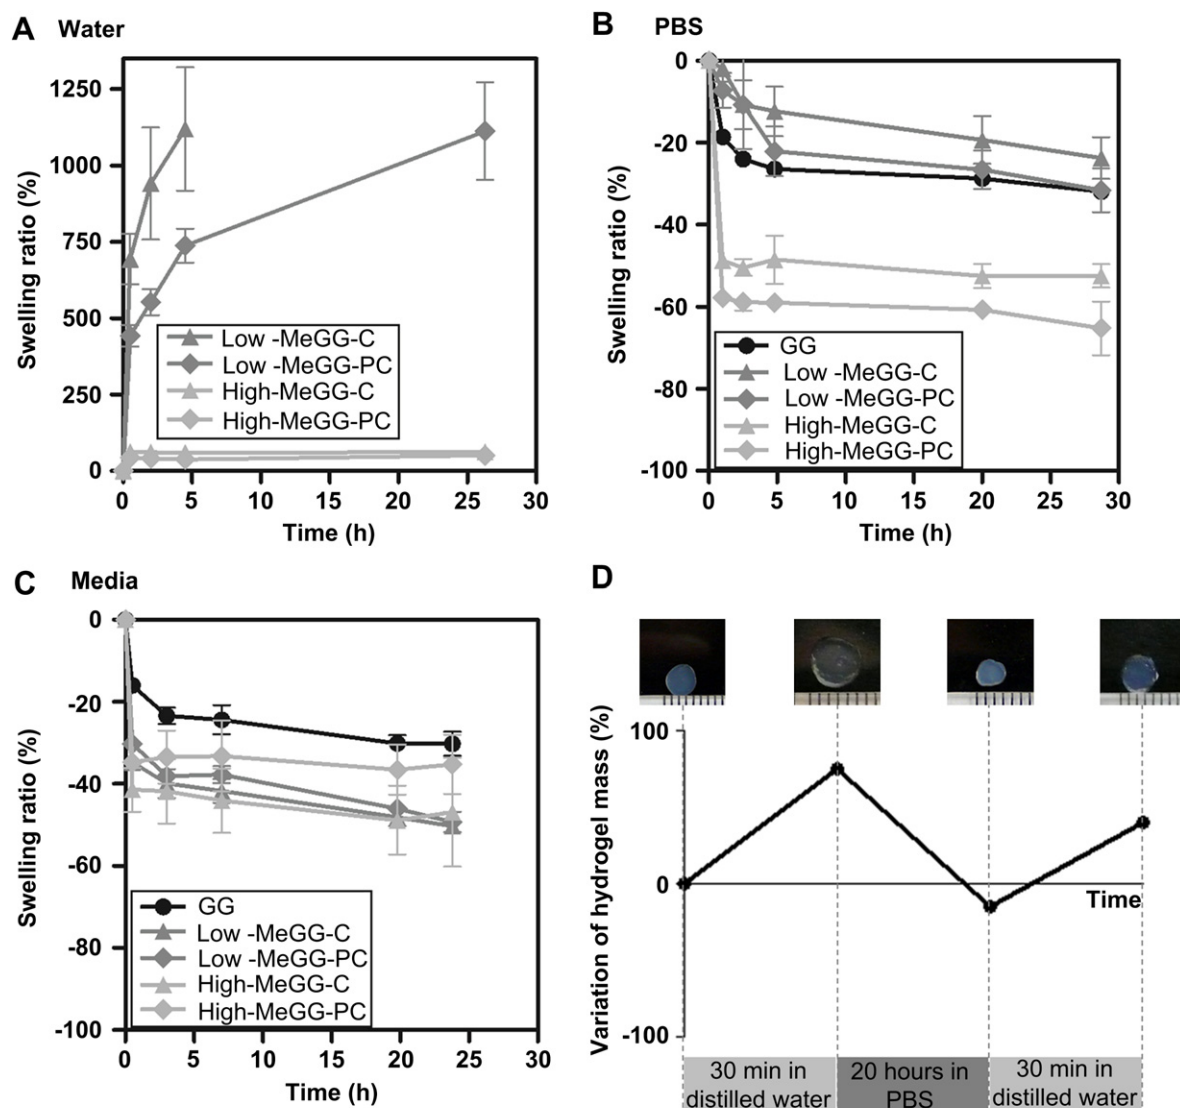 A Water
Swelling ratio (%)
1250
1000
750
500
250
0
Low -MeGG-C
Low -MeGG-PC
High-MeGG-C
High-MeGG-PC
0 5 10 15 20 25 30
Time (h)
B PBS
Swelling ratio (%)
-0
-20
-40
-60
-80
-100
GG
Low -MeGG-C
Low -MeGG-PC
High-MeGG-C
High-MeGG-PC
0 5 10 15 20 25 30
Time (h)
C Media
Swelling ratio (%)
0
-20
-40
-60
-80
-100
GG
Low -MeGG-C
Low -MeGG-PC
High-MeGG-C
High-MeGG-PC
0 5 10 15 20 25 30
Time (h)
D
Variation of hydrogel mass (%)
100
0
-100
Time
30 min in
distilled water
20 hours in
PBS
30 min in
distilled water